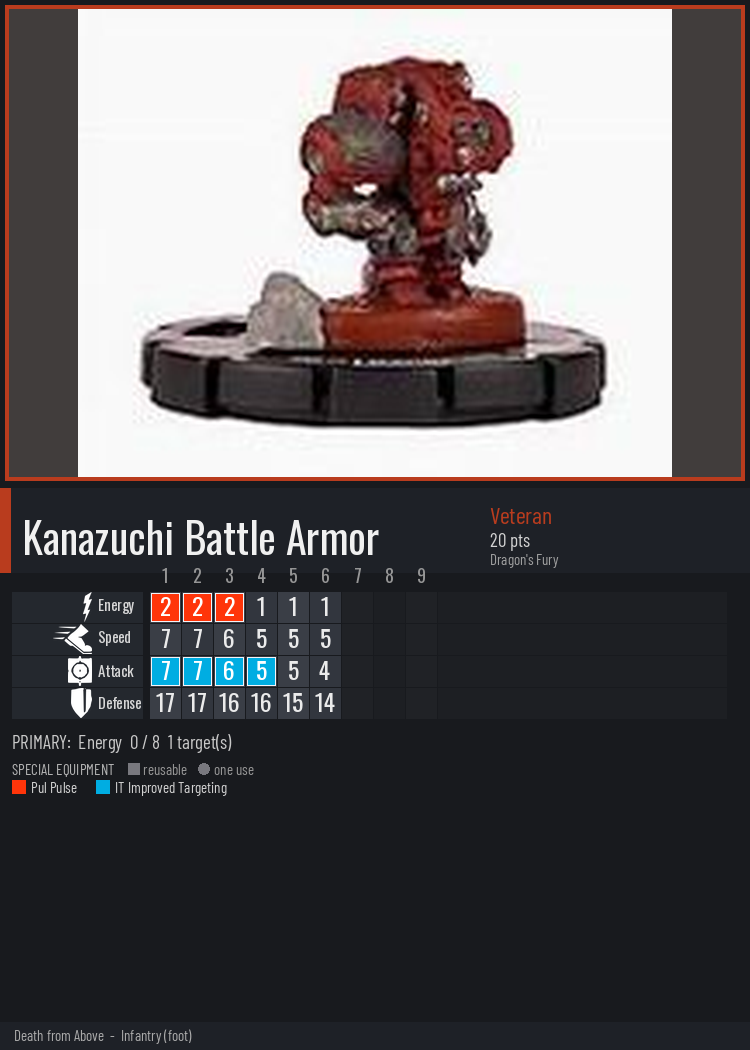 Kanazuchi Battle Armor
Veteran
20 pts
Dragon's Fury
1 2 3 4 5 6 7 8 9
Energy 2 2 2 1 1 1
Speed 7 7 6 5 5 5
Attack 7 7 6 5 5 4
Defense 17 17 16 16 15 14
PRIMARY: Energy 0 / 8 1 target(s)
SPECIAL EQUIPMENT reusable one use
Pul Pulse IT Improved Targeting
Death from Above - Infantry (foot)